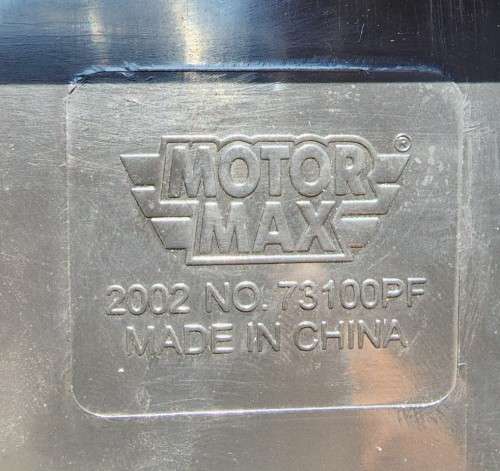 MOTOR ®
MAX
2002 NO. 73100PF
MADE IN CHINA